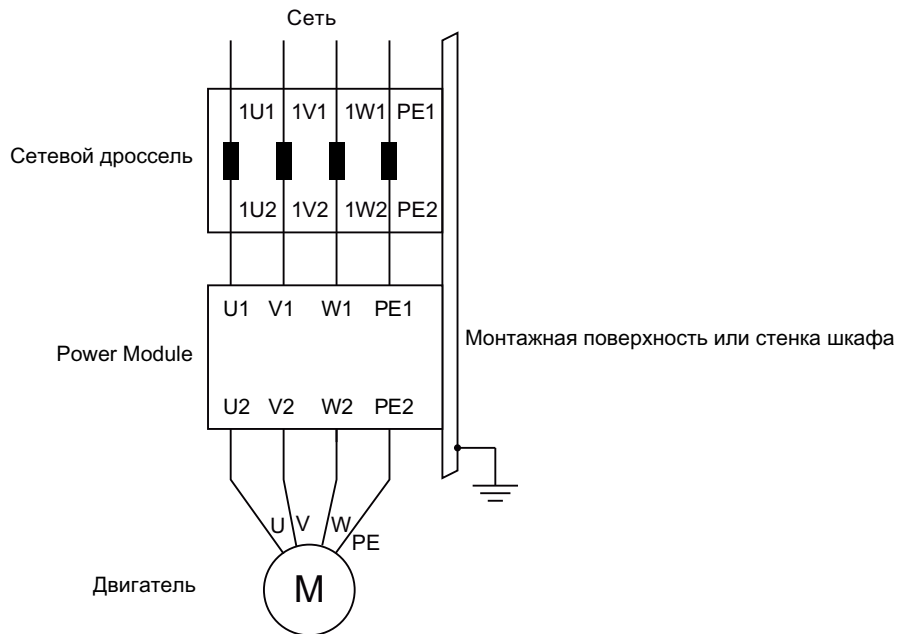 Сеть
1U1 1V1 1W1 PE1
Сетевой дроссель
1U2 1V2 1W2 PE2
U1 V1 W1 PE1
Монтажная поверхность или стенка шкафа
Power Module
U2 V2 W2 PE2
U V W
PE
Двигатель
M